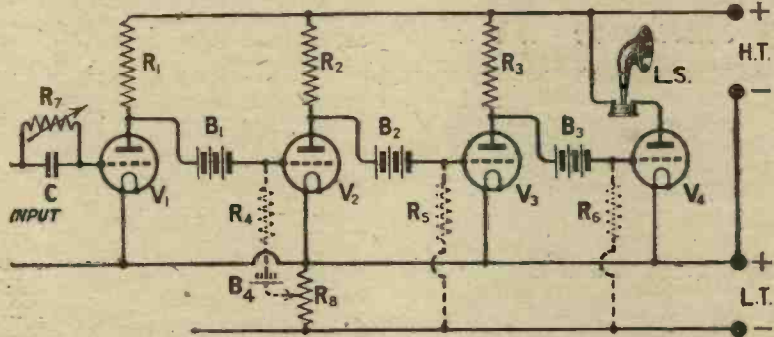 R1
R2
R3
+
H.T.
−
L.S.
R7
B1
B2
B3
C
V1
V2
V3
V4
INPUT
R4
R5
R6
B4
R8
+
L.T.
−